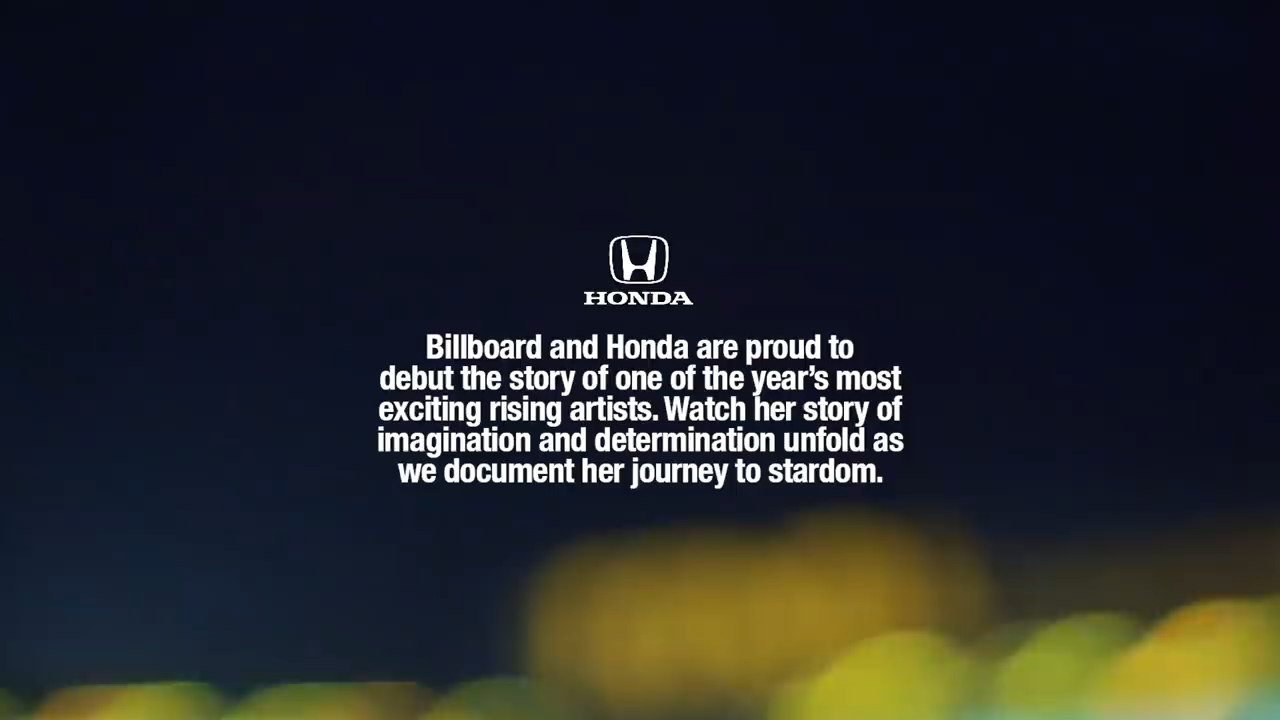 HONDA
Billboard and Honda are proud to
debut the story of one of the year’s most
exciting rising artists. Watch her story of
imagination and determination unfold as
we document her journey to stardom.